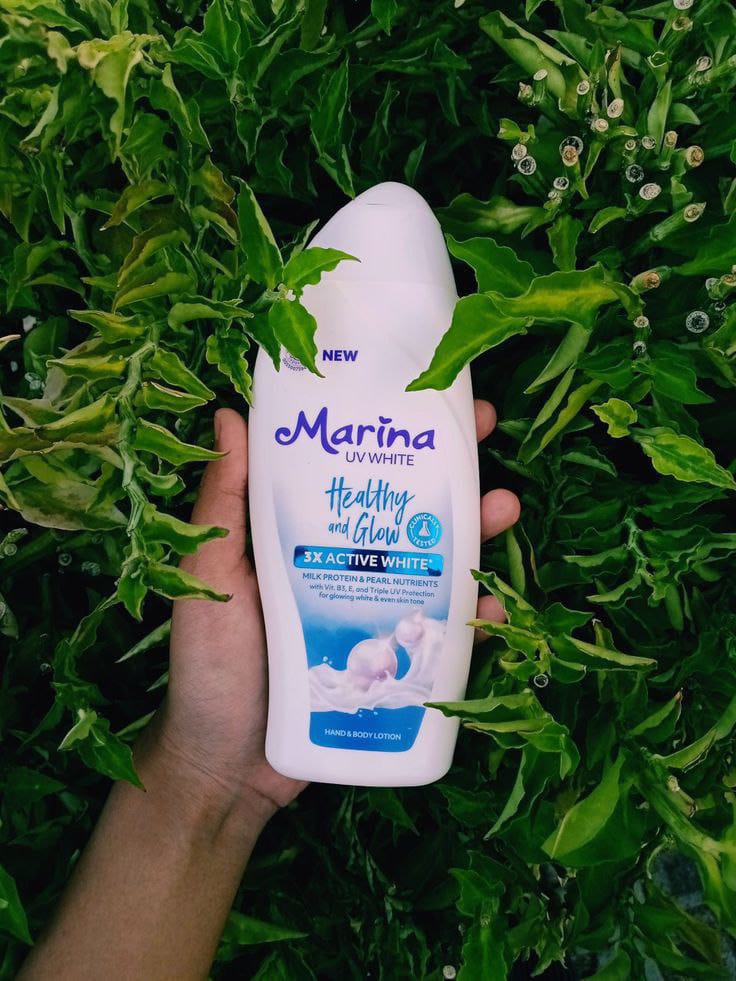 NEW
Marina
UV WHITE
Healthy
and Glow
CLINICALLY
TESTED
3X ACTIVE WHITE*
MILK PROTEIN & PEARL NUTRIENTS
with Vit. B3, E, and Triple UV Protection
for glowing white & even skin tone
HAND & BODY LOTION